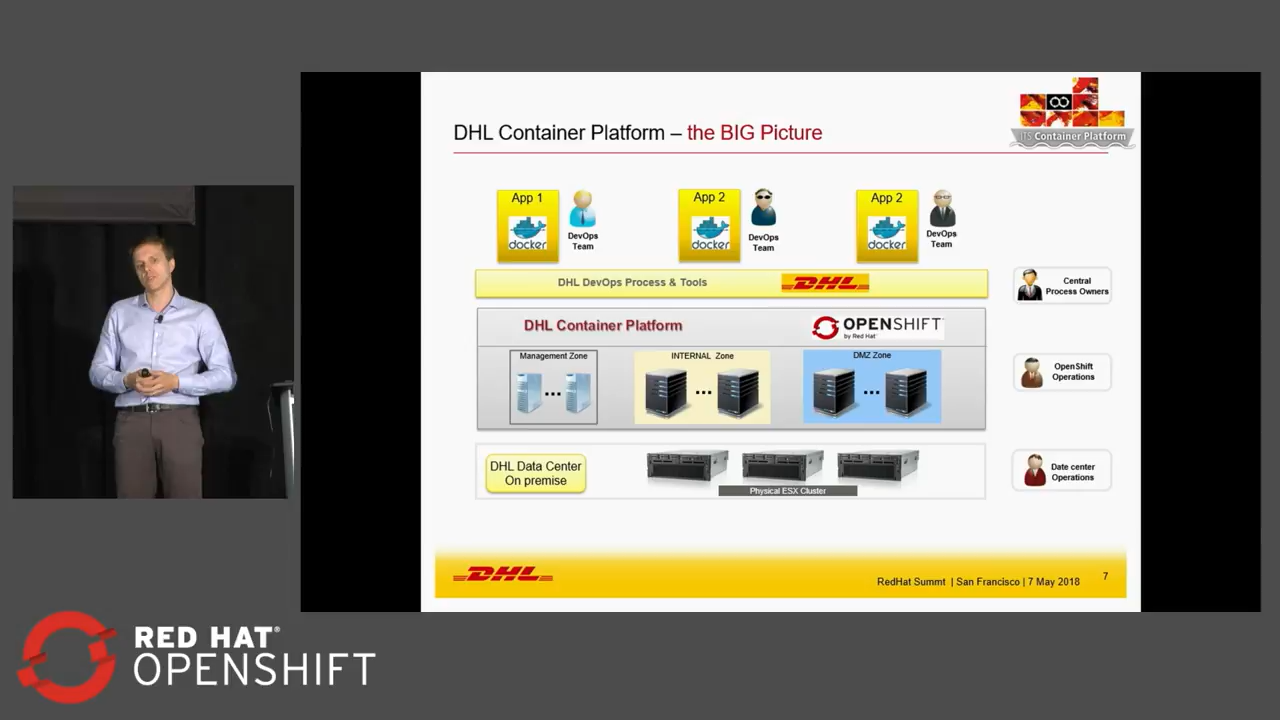 DHL Container Platform – the BIG Picture
ITS Container Platform
App 1
docker
DevOps
Team
App 2
docker
DevOps
Team
App 2
docker
DevOps
Team
DHL DevOps Process & Tools
DHL
Central
Process Owners
DHL Container Platform
OPENSHIFT
by Red Hat
Management Zone
INTERNAL Zone
DMZ Zone
OpenShift
Operations
DHL Data Center
On premise
Physical ESX Cluster
Date center
Operations
DHL
RedHat Summt | San Francisco | 7 May 2018
7
RED HAT®
OPENSHIFT